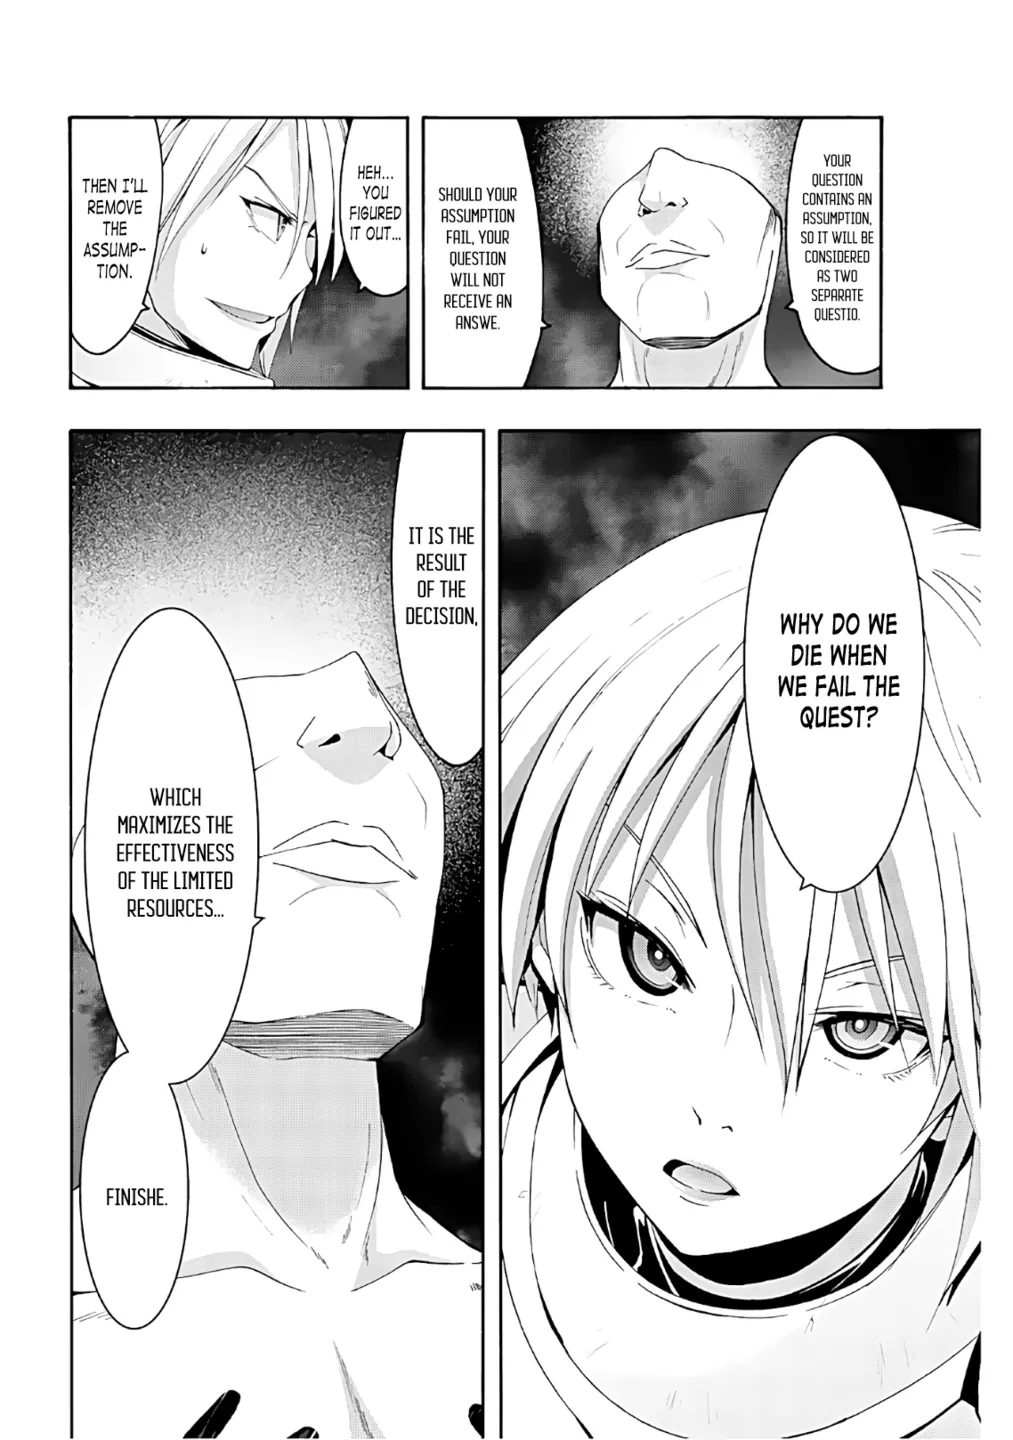 YOUR
QUESTION
CONTAINS AN
ASSUMPTION,
SO IT WILL BE
CONSIDERED
AS TWO
SEPARATE
QUESTIO.
SHOULD YOUR
ASSUMPTION
FAIL, YOUR
QUESTION
WILL NOT
RECEIVE AN
ANSWE.
HEH...
YOU
FIGURED
IT OUT...
THEN I'LL
REMOVE
THE
ASSUMP-
TION.
WHY DO WE
DIE WHEN
WE FAIL THE
QUEST?
IT IS THE
RESULT
OF THE
DECISION,
WHICH
MAXIMIZES THE
EFFECTIVENESS
OF THE LIMITED
RESOURCES...
FINISHE.